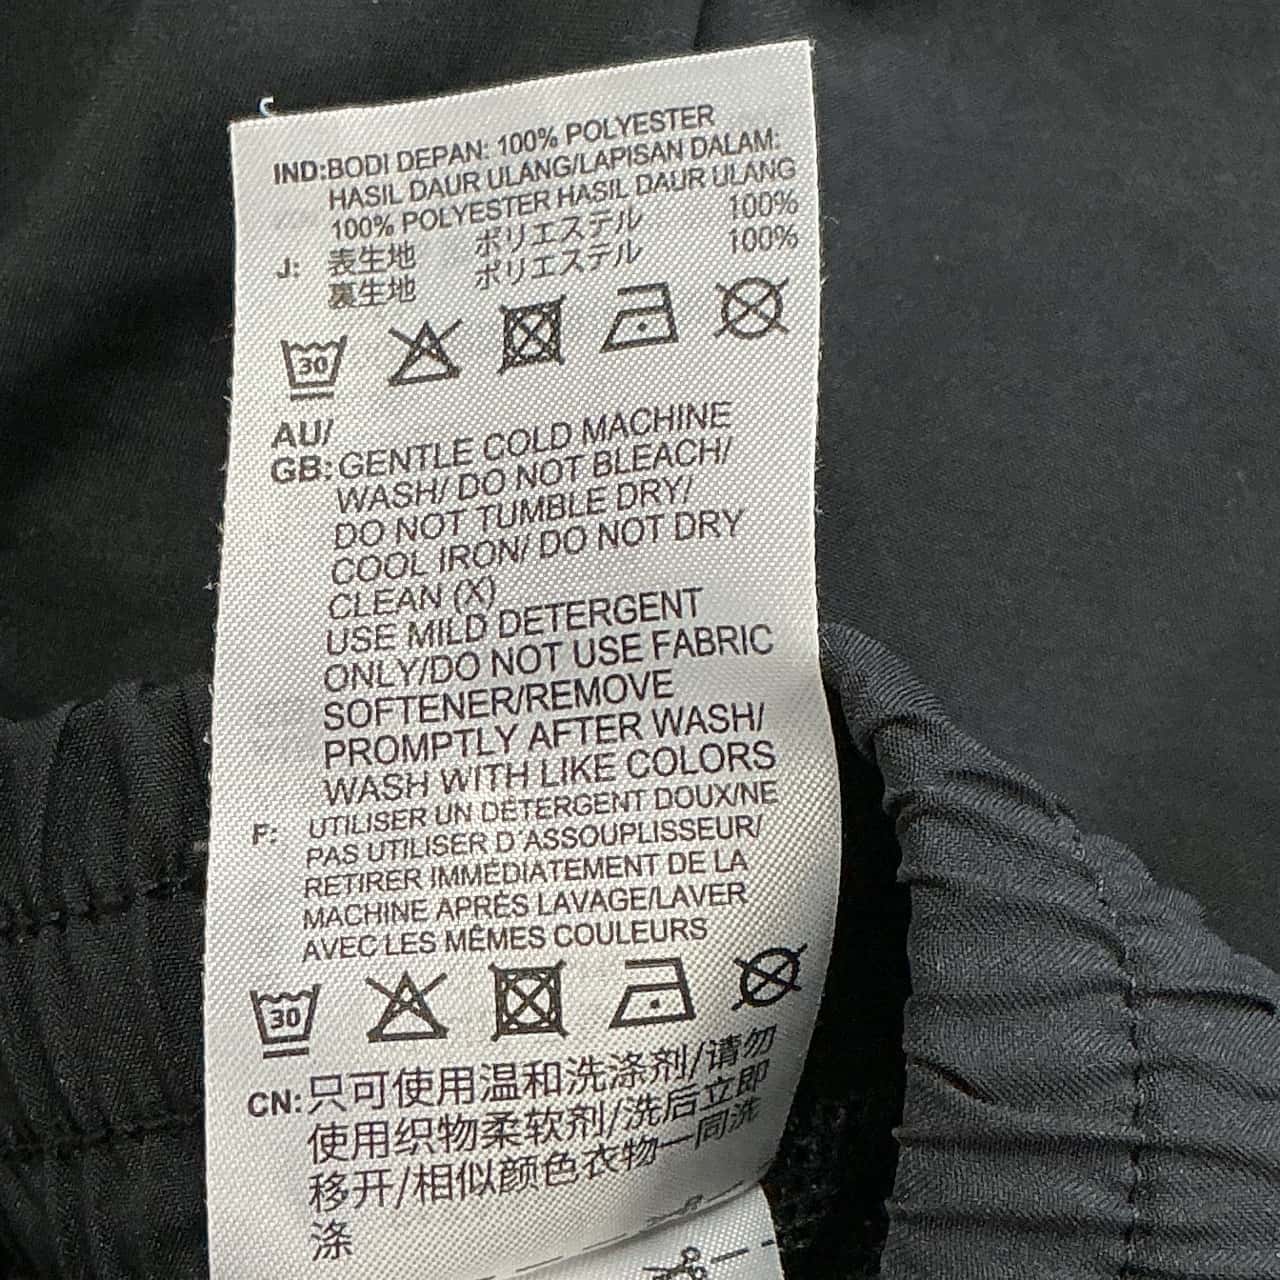 IND:BODI DEPAN: 100% POLYESTER
HASIL DAUR ULANG/LAPISAN DALAM:
100% POLYESTER HASIL DAUR ULANG
J: 表生地 ポリエステル 100%
裏生地 ポリエステル 100%
30
AU/
GB:GENTLE COLD MACHINE
WASH/ DO NOT BLEACH/
DO NOT TUMBLE DRY/
COOL IRON/ DO NOT DRY
CLEAN (X)
USE MILD DETERGENT
ONLY/DO NOT USE FABRIC
SOFTENER/REMOVE
PROMPTLY AFTER WASH/
WASH WITH LIKE COLORS
F: UTILISER UN DÉTERGENT DOUX/NE
PAS UTILISER D'ASSOUPLISSEUR/
RETIRER IMMÉDIATEMENT DE LA
MACHINE APRÈS LAVAGE/LAVER
AVEC LES MÊMES COULEURS
30
CN:只可使用温和洗涤剂/请勿
使用织物柔软剂/洗后立即
移开/相似颜色衣物一同洗
涤